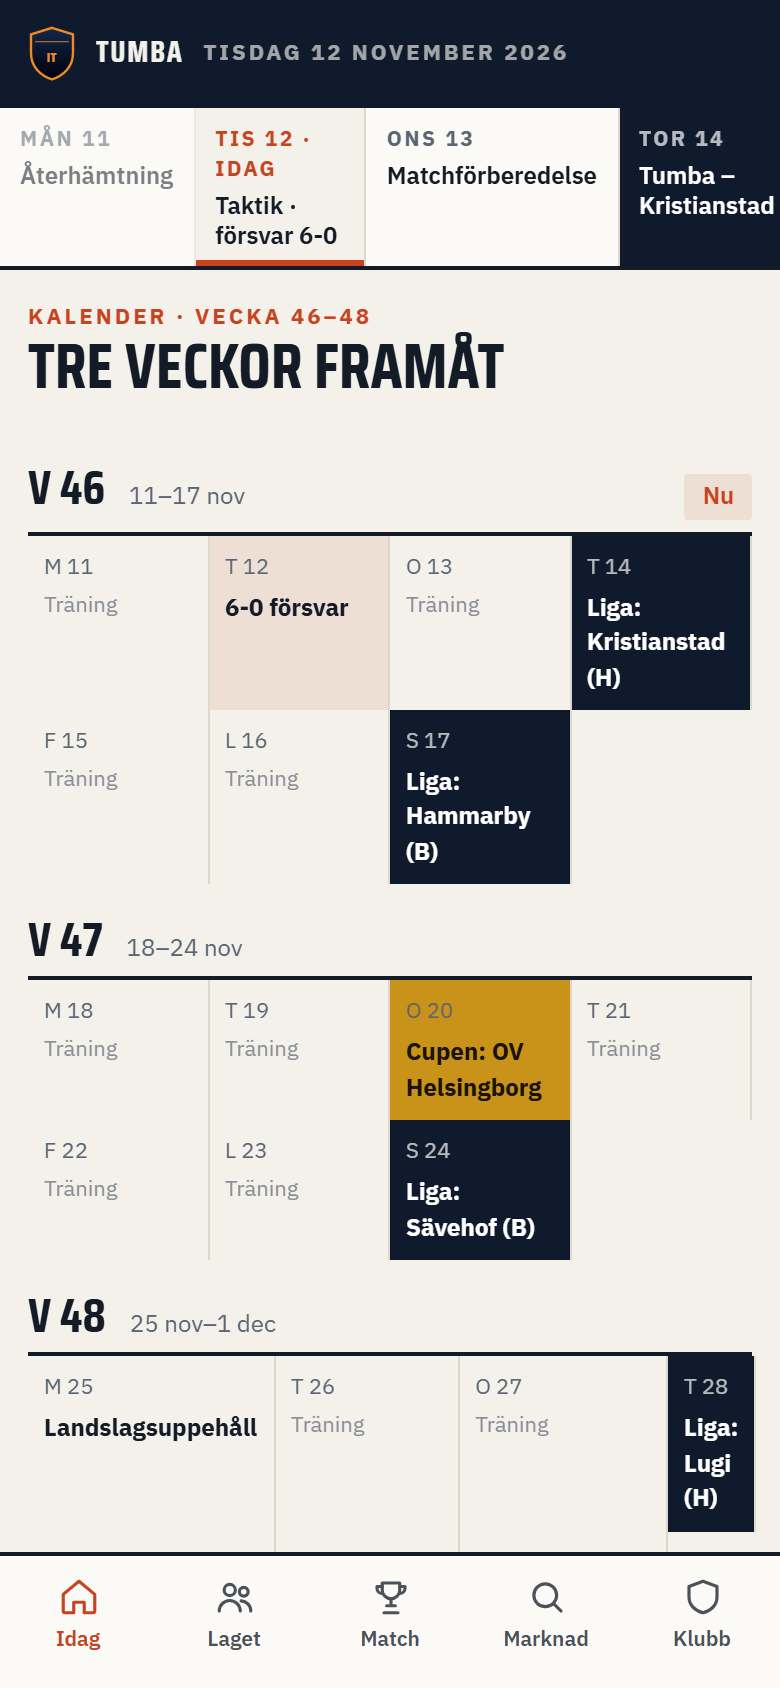 IT
TUMBA TISDAG 12 NOVEMBER 2026
MÅN 11
Återhämtning
TIS 12 ·
IDAG
Taktik ·
försvar 6-0
ONS 13
Matchförberedelse
TOR 14
Tumba –
Kristianstad
KALENDER · VECKA 46–48
TRE VECKOR FRAMÅT
V 46 11–17 nov
Nu
M 11
Träning
T 12
6-0 försvar
O 13
Träning
T 14
Liga:
Kristianstad
(H)
F 15
Träning
L 16
Träning
S 17
Liga:
Hammarby
(B)
V 47 18–24 nov
M 18
Träning
T 19
Träning
O 20
Cupen: OV
Helsingborg
T 21
Träning
F 22
Träning
L 23
Träning
S 24
Liga:
Sävehof (B)
V 48 25 nov–1 dec
M 25
Landslagsuppehåll
T 26
Träning
O 27
Träning
T 28
Liga:
Lugi
(H)
Idag
Laget
Match
Marknad
Klubb